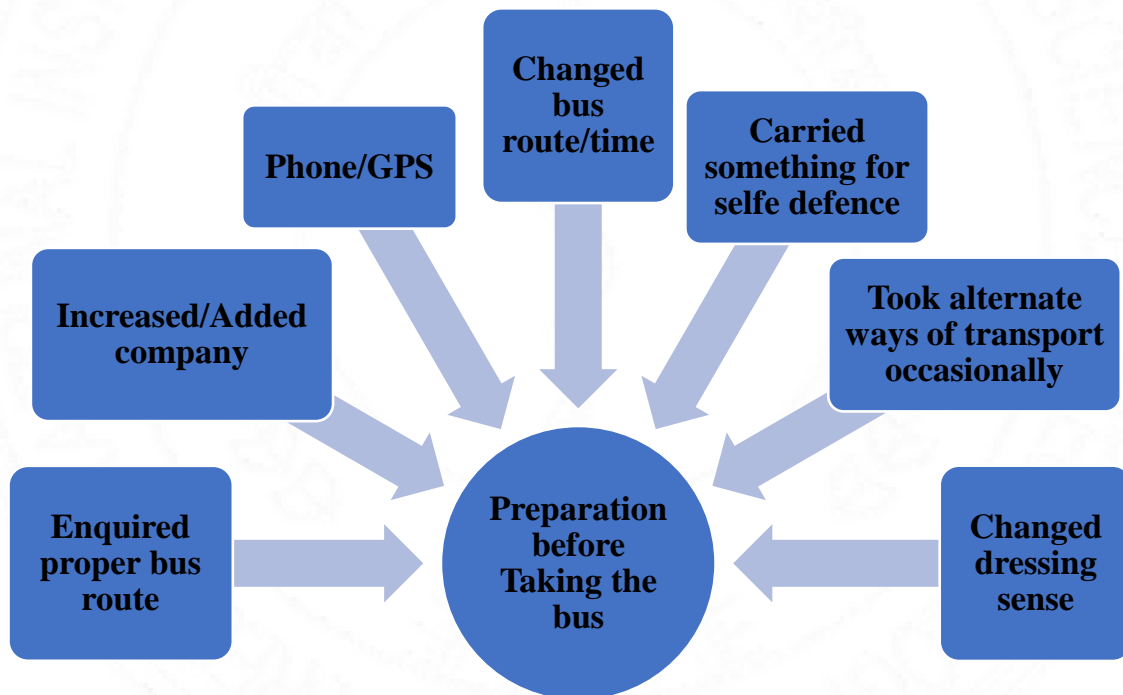 Changed
bus
route/time
Carried
something for
selfe defence
Phone/GPS
Increased/Added
company
Took alternate
ways of transport
occasionally
Enquired
proper bus
route
Preparation
before
Taking the
bus
Changed
dressing
sense